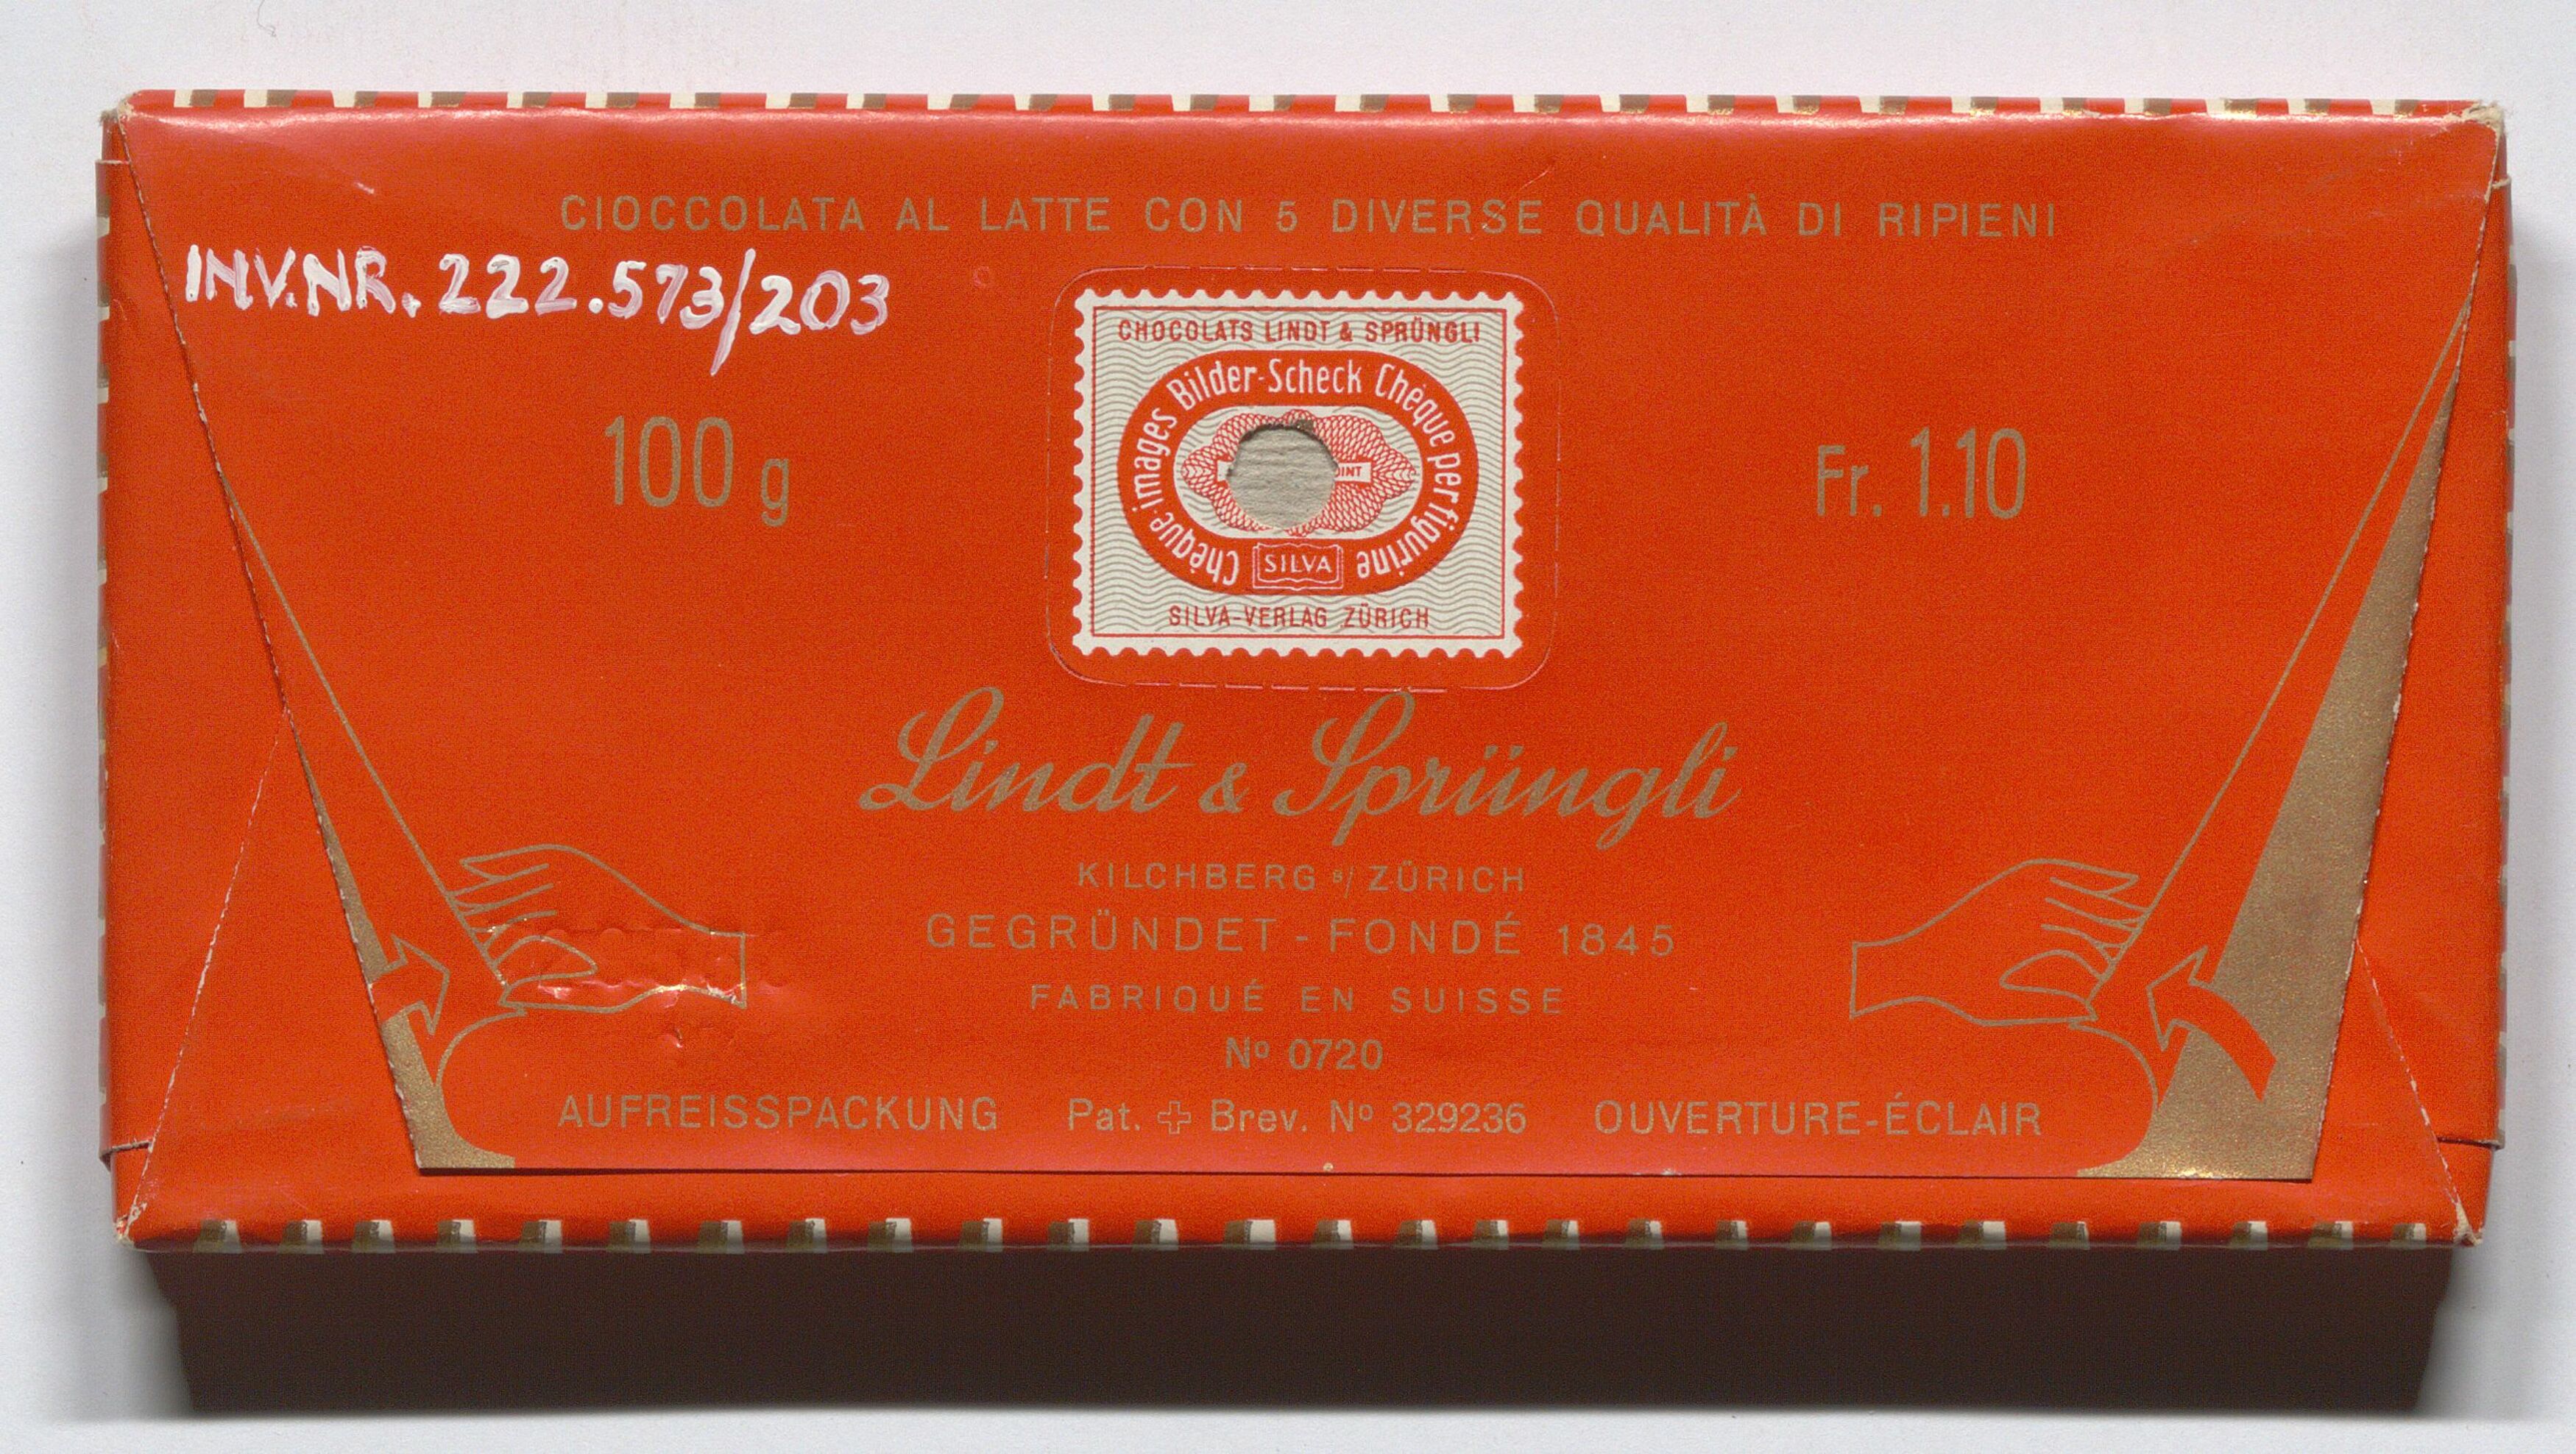 CIOCCOLATA AL LATTE CON 5 DIVERSE QUALITÀ DI RIPIENI
INV.NR. 222.573/203
100 g
CHOCOLATS LINDT & SPRÜNGLI
Chèque-images Bilder-Scheck Chèque per figurine
SILVA
SILVA-VERLAG ZÜRICH
Fr. 1.10
Lindt & Sprüngli
KILCHBERG s/ ZÜRICH
GEGRÜNDET - FONDÉ 1845
FABRIQUÉ EN SUISSE
Nº 0720
AUFREISSPACKUNG Pat. + Brev. Nº 329236 OUVERTURE-ÉCLAIR